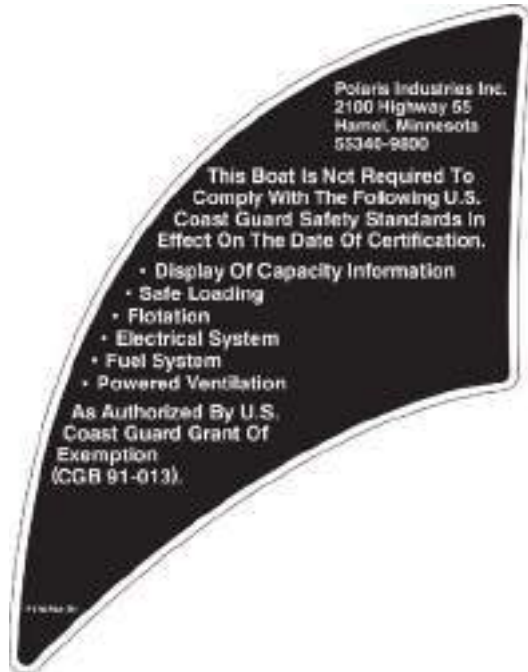 Polaris Industries Inc.
2100 Highway 55
Hamel, Minnesota
55340-9800
This Boat Is Not Required To
Comply With The Following U.S.
Coast Guard Safety Standards In
Effect On The Date Of Certification.
• Display Of Capacity Information
• Safe Loading
• Flotation
• Electrical System
• Fuel System
• Powered Ventilation
As Authorized By U.S.
Coast Guard Grant Of
Exemption
(CGB 91-013).